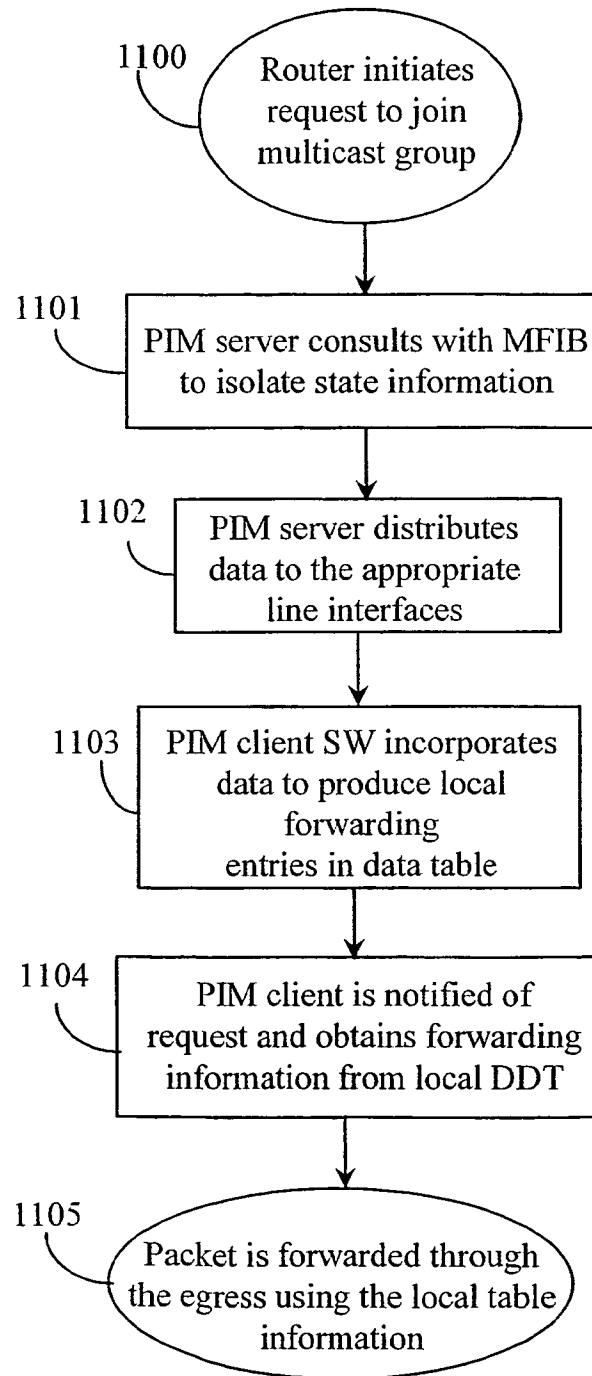 1100
Router initiates
request to join
multicast group
1101
PIM server consults with MFIB
to isolate state information
1102
PIM server distributes
data to the appropriate
line interfaces
1103
PIM client SW incorporates
data to produce local
forwarding
entries in data table
1104
PIM client is notified of
request and obtains forwarding
information from local DDT
1105
Packet is forwarded through
the egress using the local table
information